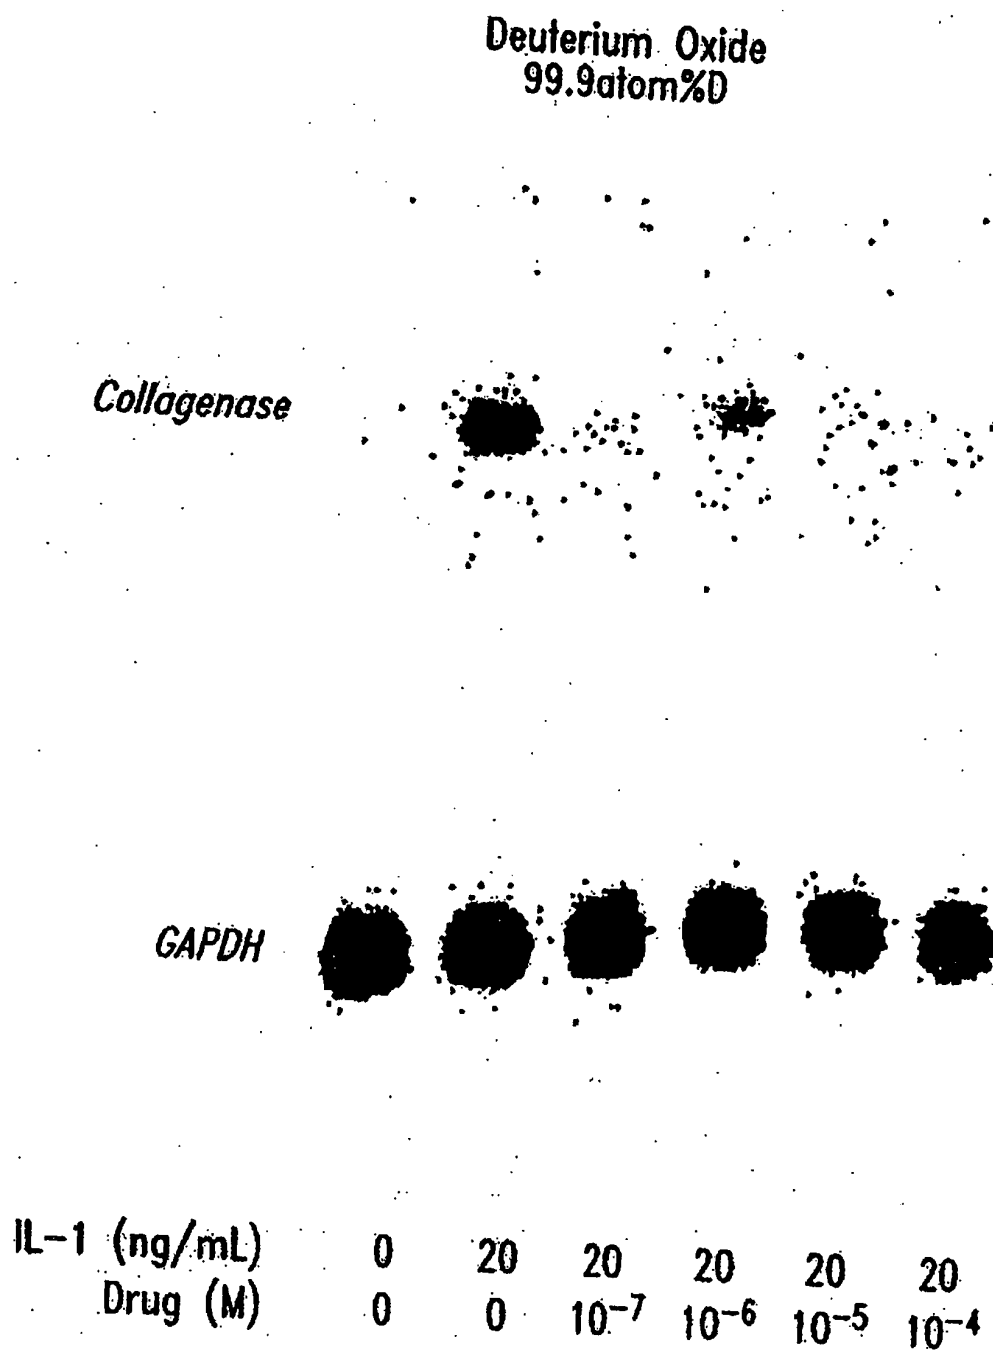 Deuterium Oxide
99.9atom%D
Collagenase
GAPDH
IL-1 (ng/mL) 0 20 20 20 20 20
Drug (M) 0 0 10⁻⁷ 10⁻⁶ 10⁻⁵ 10⁻⁴